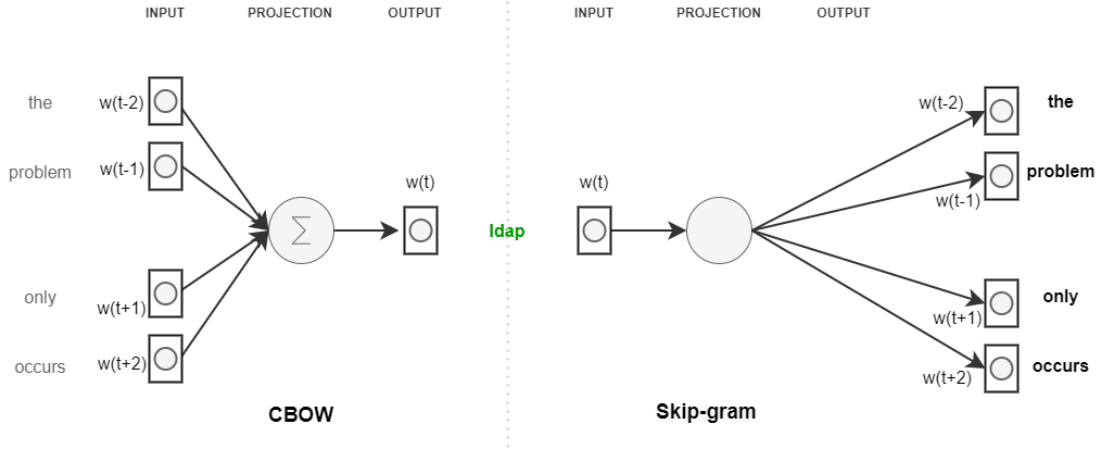 INPUT PROJECTION OUTPUT
the w(t-2)
problem w(t-1)
w(t)
Σ
only w(t+1)
occurs w(t+2)
CBOW
ldap
INPUT PROJECTION OUTPUT
w(t-2) the
problem
w(t-1)
w(t)
only
w(t+1)
occurs
w(t+2)
Skip-gram